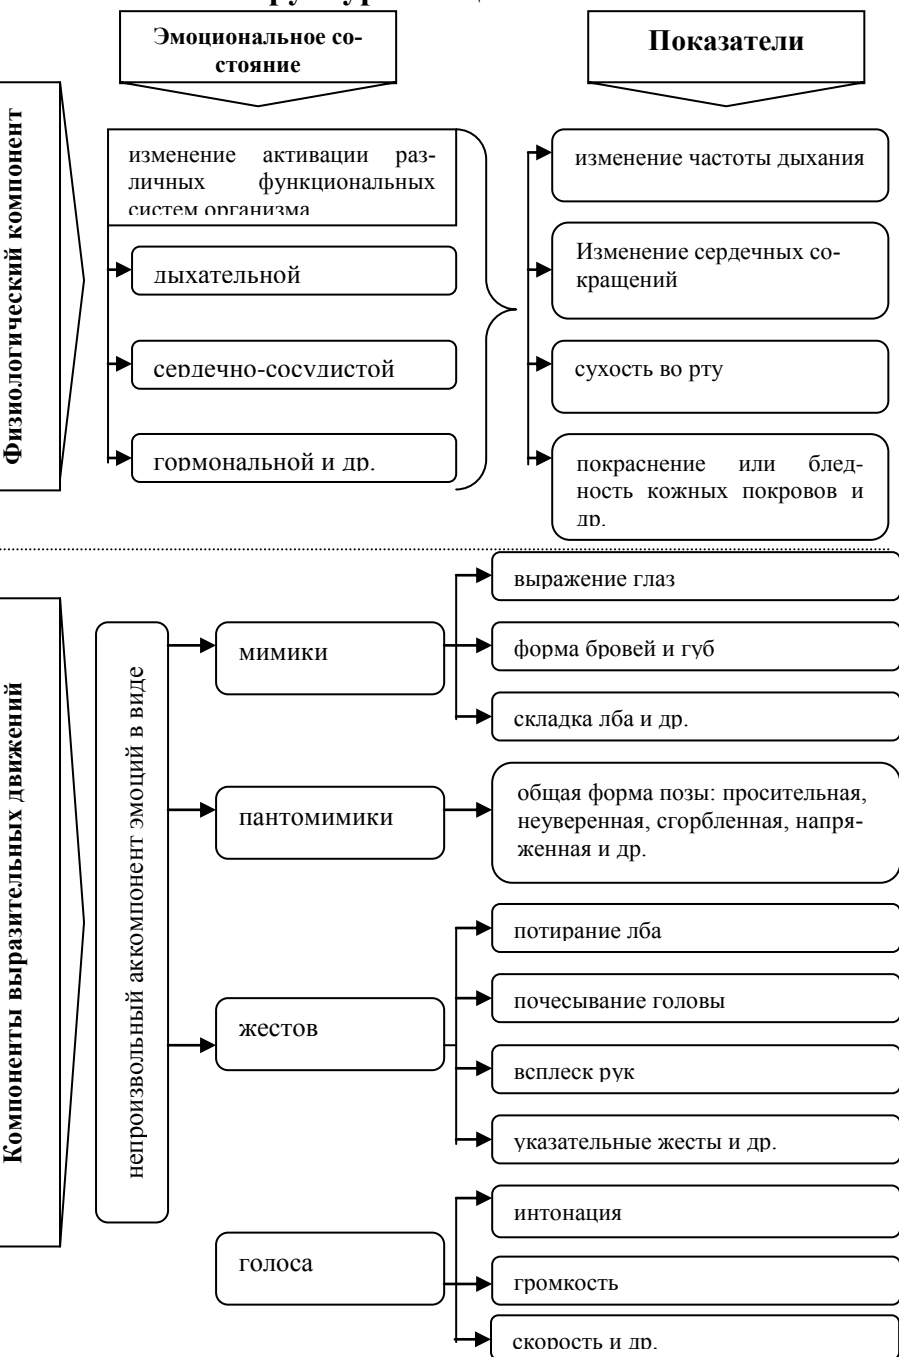 Эмоциональное со-
стояние
Показатели
Физиологический компонент
изменение активации раз-
личных функциональных
систем организма
дыхательной
сердечно-сосудистой
гормональной и др.
изменение частоты дыхания
Изменение сердечных со-
кращений
сухость во рту
покраснение или блед-
ность кожных покровов и
др.
Компоненты выразительных движений
непроизвольный аккомпонент эмоций в виде
мимики
выражение глаз
форма бровей и губ
складка лба и др.
пантомимики
общая форма позы: просительная,
неуверенная, сгорбленная, напря-
женная и др.
жестов
потирание лба
почесывание головы
всплеск рук
указательные жесты и др.
голоса
интонация
громкость
скорость и др.